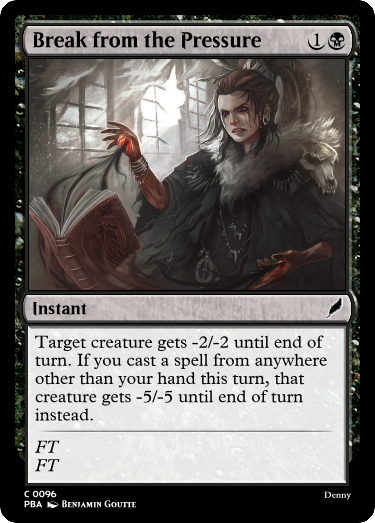 Break from the Pressure 1
Instant
Target creature gets -2/-2 until end of
turn. If you cast a spell from anywhere
other than your hand this turn, that
creature gets -5/-5 until end of turn
instead.
FT
FT
C 0096
Denny
PBA Benjamin Goutte